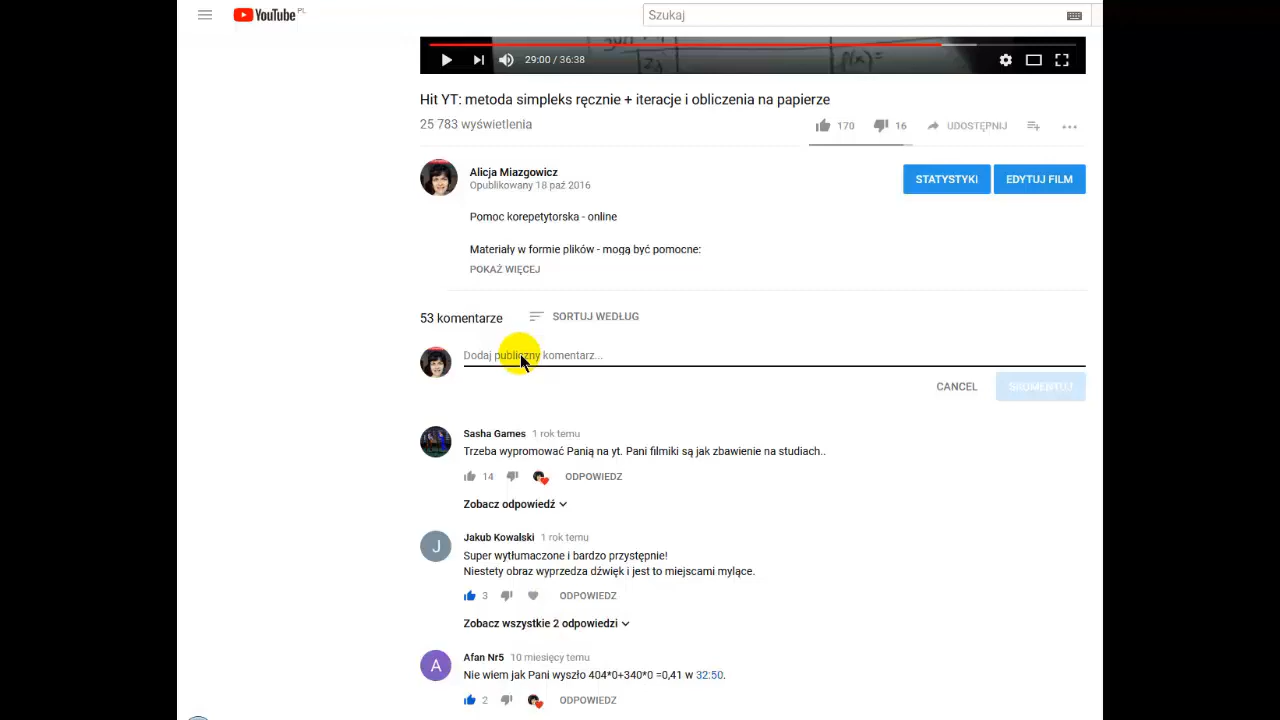 YouTube PL
Szukaj
29:00 / 36:38
f(x)=
Hit YT: metoda simpleks ręcznie + iteracje i obliczenia na papierze
25 783 wyświetlenia
170
16
UDOSTĘPNIJ
Alicja Miazgowicz
Opublikowany 18 paź 2016
STATYSTYKI
EDYTUJ FILM
Pomoc korepetytorska - online
Materiały w formie plików - mogą być pomocne:
POKAŻ WIĘCEJ
53 komentarze
SORTUJ WEDŁUG
Dodaj publiczny komentarz...
CANCEL
SKOMENTUJ
Sasha Games 1 rok temu
Trzeba wypromować Panią na yt. Pani filmiki są jak zbawienie na studiach..
14
ODPOWIEDZ
Zobacz odpowiedź
J
Jakub Kowalski 1 rok temu
Super wytłumaczone i bardzo przystępnie!
Niestety obraz wyprzedza dźwięk i jest to miejscami mylące.
3
ODPOWIEDZ
Zobacz wszystkie 2 odpowiedzi
A
Afan Nr5 10 miesięcy temu
Nie wiem jak Pani wyszło 404*0+340*0 =0,41 w 32:50.
2
ODPOWIEDZ